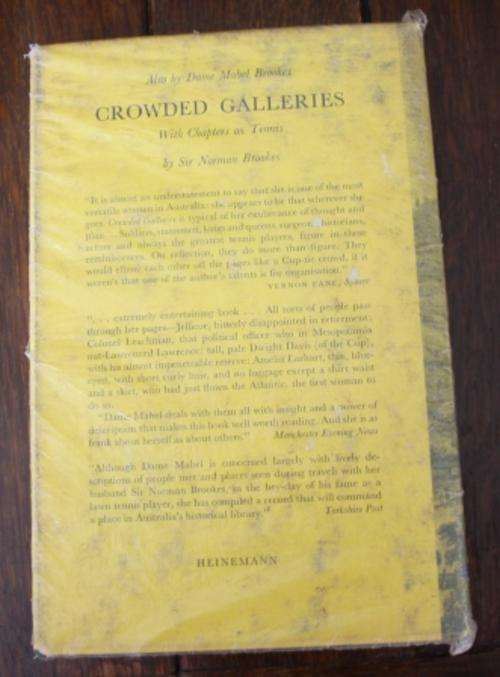 Also by Dame Mabel Brookes
CROWDED GALLERIES
With Chapters on Tennis
by Sir Norman Brookes
"It is almost an understatement to say that she is one of the most
versatile women in Australia: she appears to be that wherever she
goes. Crowded Galleries is typical of her exuberance of thought and
Soldiers, statesmen, kings and queens, surgeons, historians,
and always the greatest tennis players, figure in these
reminiscences. On reflection, they do more than figure. They
would elbow each other off the pages like a Cup-tie crowd, if it
weren't that one of the author's talents is for organisation."
VERNON FANE, Sphere
". . . extremely entertaining book . . . All sorts of people pass
through her pages—Jellicoe, bitterly disappointed in retirement;
Colonel Leachman, that political officer who in Mesopotamia
out-Lawrenced Lawrence; tall, pale Dwight Davis (of the Cup),
with his almost impenetrable reserve; Amelia Earhart, thin, blue-
eyed, with short curly hair, and no luggage except a shirt waist
and a skirt, who had just flown the Atlantic, the first woman to
do so.
"Dame Mabel deals with them all with insight and a power of
description that makes this book well worth reading. And she is as
frank about herself as about others." Manchester Evening News
"Although Dame Mabel is concerned largely with lively de-
scriptions of people met and places seen during travels with her
husband Sir Norman Brookes, in the hey-day of his fame as a
lawn tennis player, she has compiled a record that will command
a place in Australia's historical library." Yorkshire Post
HEINEMANN